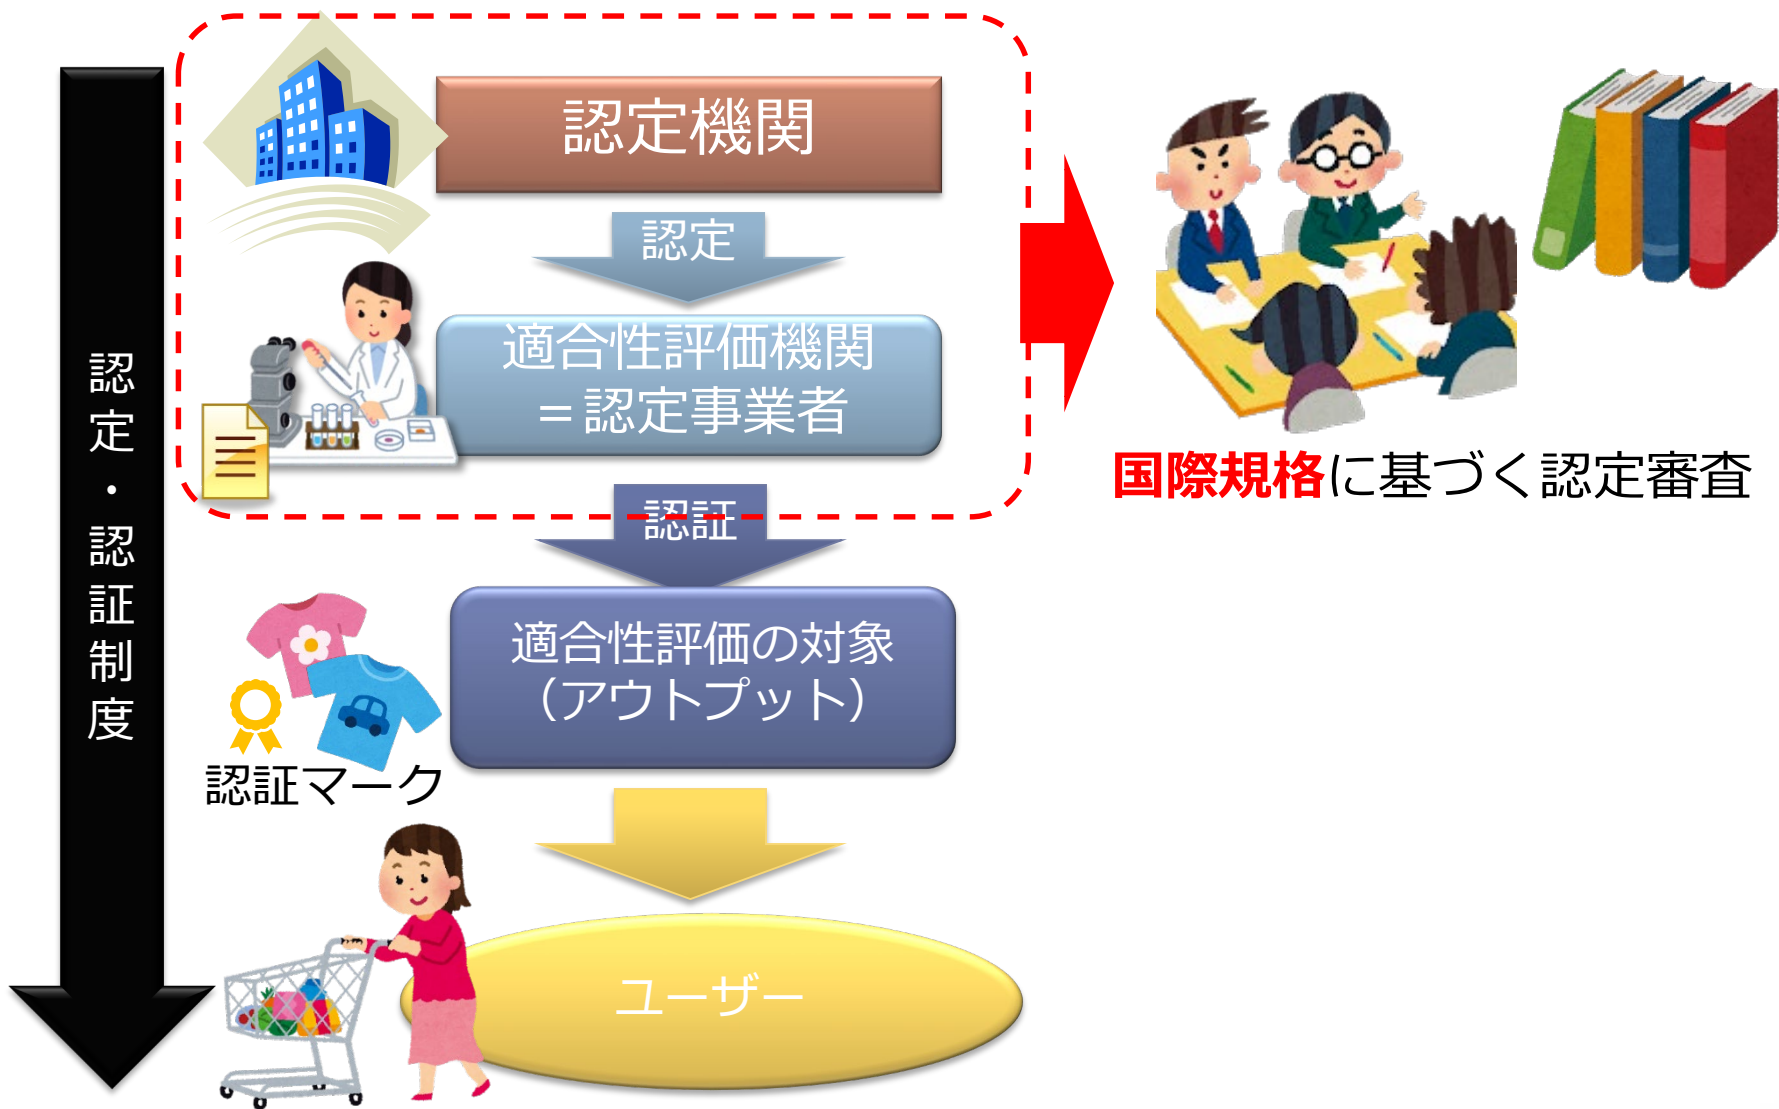 認定・認証制度
認定機関
認定
適合性評価機関
＝認定事業者
認証
適合性評価の対象
（アウトプット）
認証マーク
ユーザー
国際規格に基づく認定審査